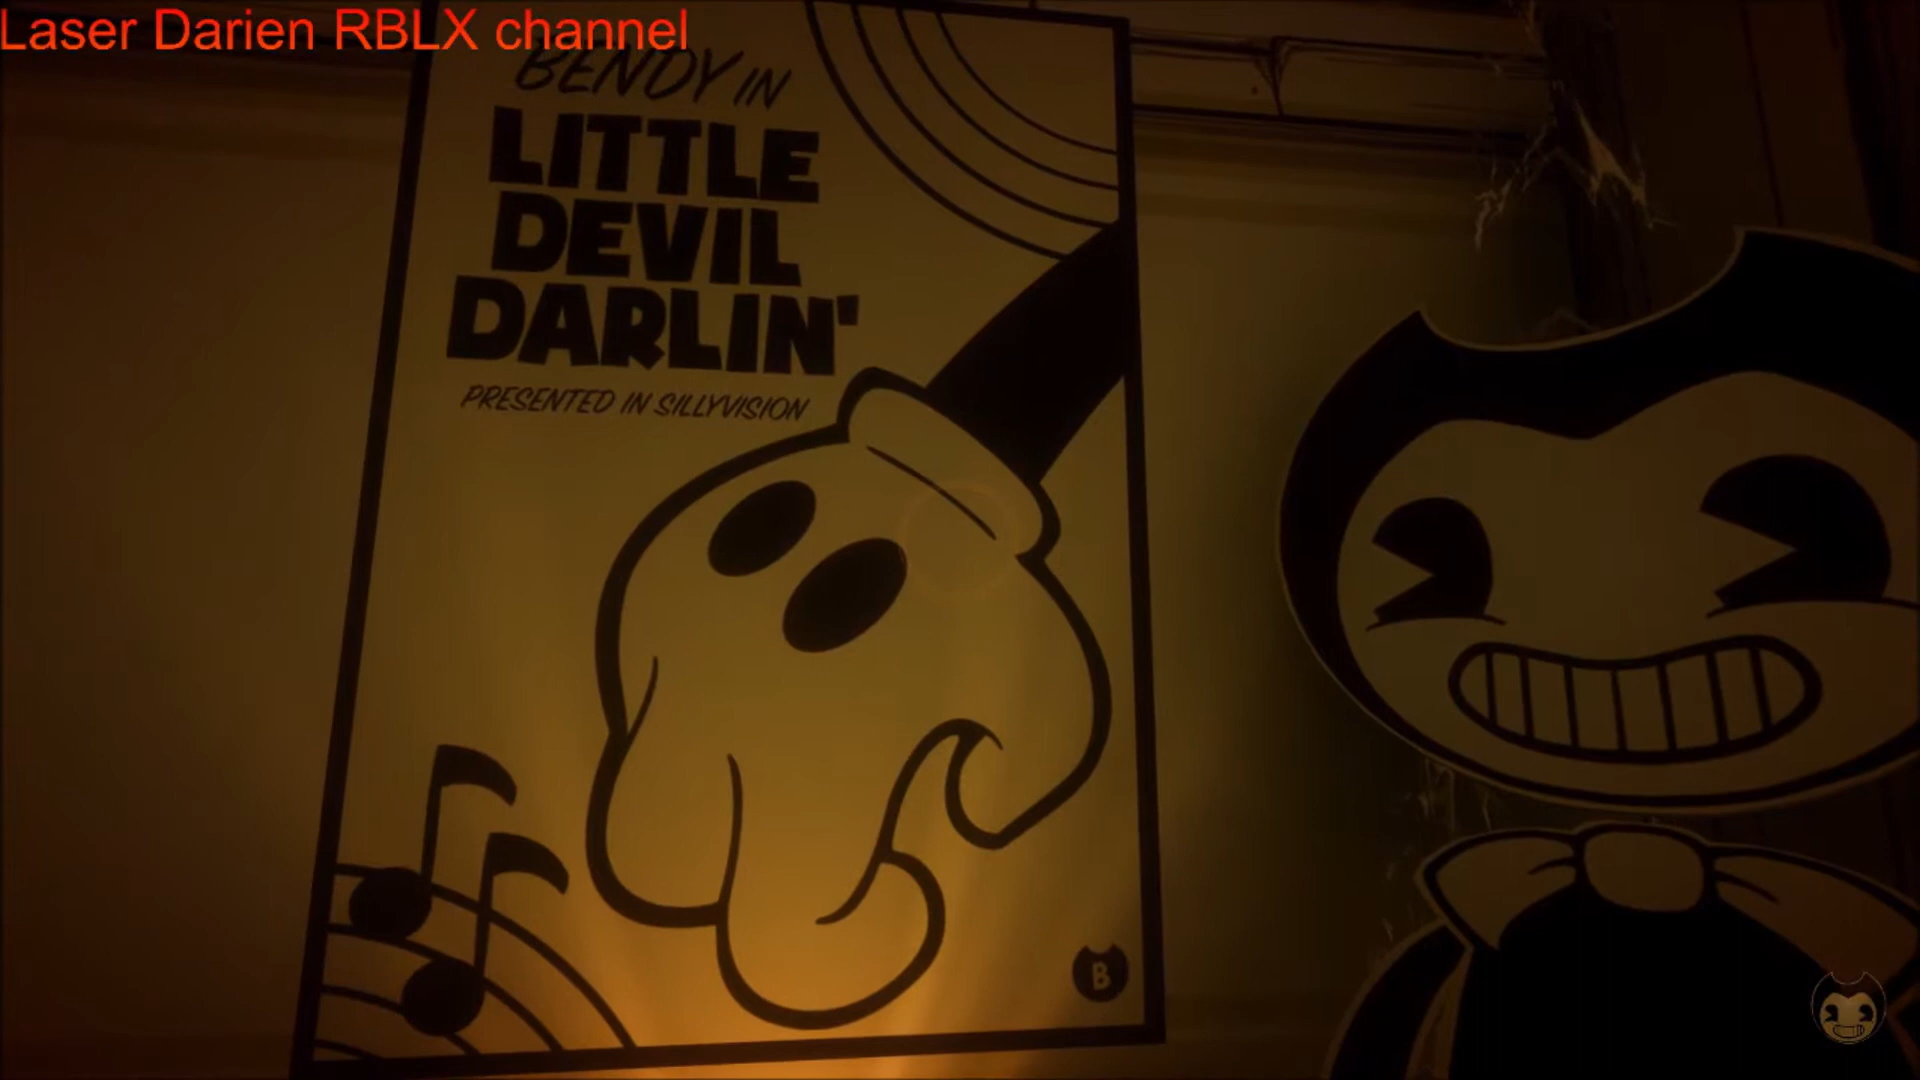 Laser Darien RBLX channel
BENDY IN
LITTLE
DEVIL
DARLIN'
PRESENTED IN SILLYVISION
B